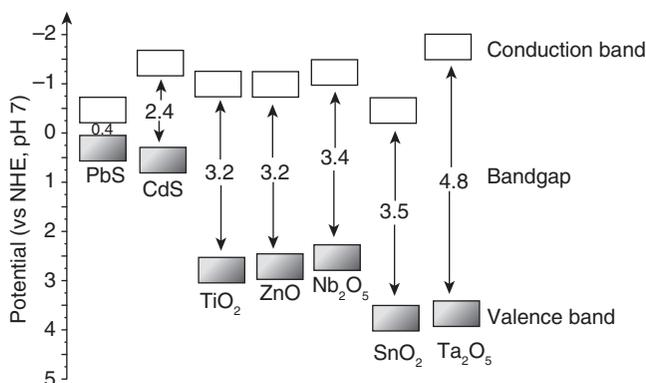 Potential (vs NHE, pH 7)
–2
–1
0
1
2
3
4
5
Conduction band
Bandgap
Valence band
0.4
PbS
2.4
CdS
3.2
TiO₂
3.2
ZnO
3.4
Nb₂O₅
3.5
SnO₂
4.8
Ta₂O₅